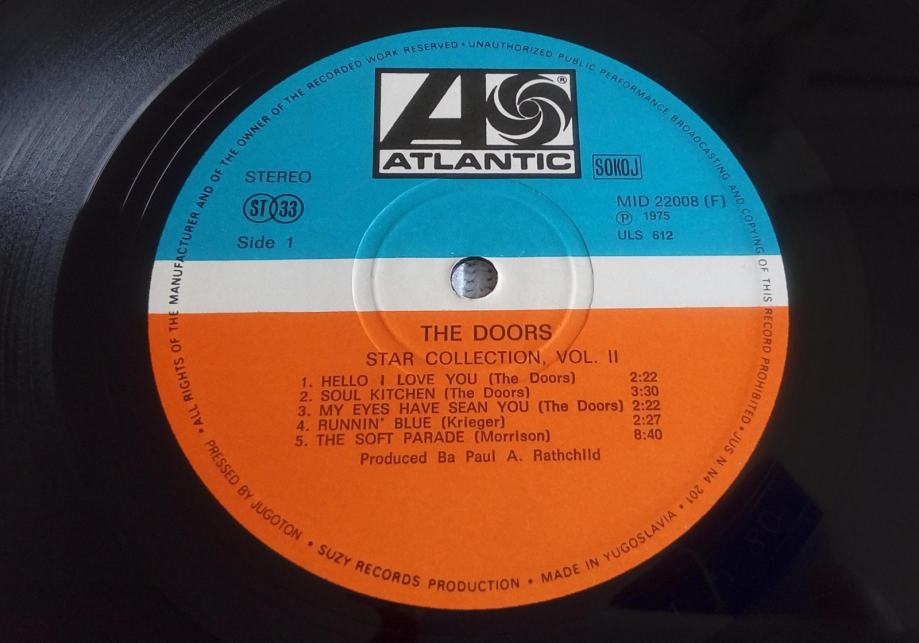 • ALL RIGHTS OF THE MANUFACTURER AND OF THE OWNER OF THE RECORDED WORK RESERVED • UNAUTHORIZED PUBLIC PERFORMANCE BROADCASTING AND COPYING OF THIS RECORD PROHIBITED • JUS N N4 201 •
A ®
ATLANTIC
STEREO
ST 33
Side 1
SOKOJ
MID 22008 (F)
Ⓟ 1975
ULS 612
THE DOORS
STAR COLLECTION, VOL. II
1. HELLO I LOVE YOU (The Doors) 2:22
2. SOUL KITCHEN (The Doors) 3:30
3. MY EYES HAVE SEAN YOU (The Doors) 2:22
4. RUNNIN' BLUE (Krieger) 2:27
5. THE SOFT PARADE (Morrison) 8:40
Produced Ba Paul A. Rathchild
PRESSED BY JUGOTON • SUZY RECORDS PRODUCTION • MADE IN YUGOSLAVIA •